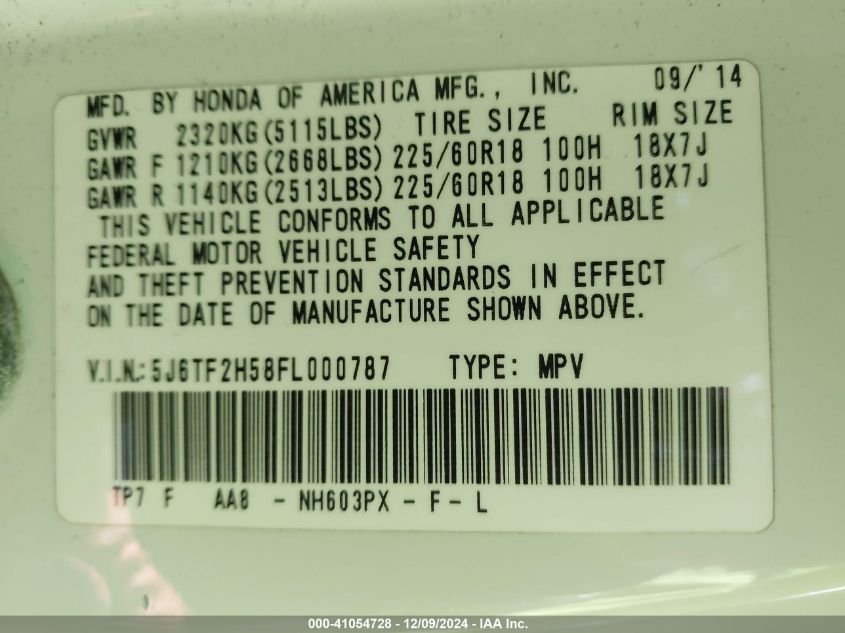 MFD. BY HONDA OF AMERICA MFG., INC. 09/'14
GVWR 2320KG(5115LBS) TIRE SIZE RIM SIZE
GAWR F 1210KG(2668LBS) 225/60R18 100H 18X7J
GAWR R 1140KG(2513LBS) 225/60R18 100H 18X7J
THIS VEHICLE CONFORMS TO ALL APPLICABLE
FEDERAL MOTOR VEHICLE SAFETY
AND THEFT PREVENTION STANDARDS IN EFFECT
ON THE DATE OF MANUFACTURE SHOWN ABOVE.
V.I.N.: 5J6TF2H58FL000787 TYPE: MPV
TP7 F AA8 - NH603PX - F - L
000-41054728 - 12/09/2024 - IAA Inc.